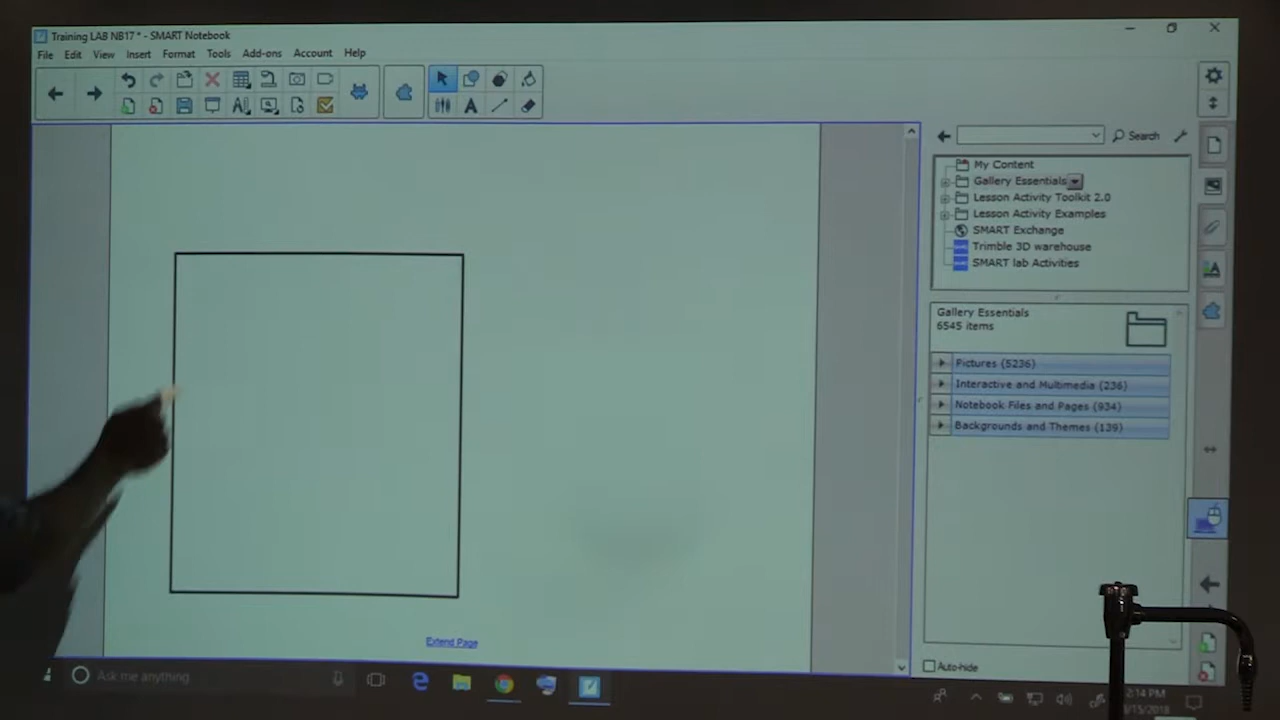 Training LAB NB17 * - SMART Notebook
File Edit View Insert Format Tools Add-ons Account Help
Search
My Content
Gallery Essentials
Lesson Activity Toolkit 2.0
Lesson Activity Examples
SMART Exchange
Trimble 3D warehouse
SMART lab Activities
Gallery Essentials
6545 items
Pictures (5236)
Interactive and Multimedia (236)
Notebook Files and Pages (934)
Backgrounds and Themes (139)
Extend Page
Auto-hide
Ask me anything
2:14 PM
/15/2018